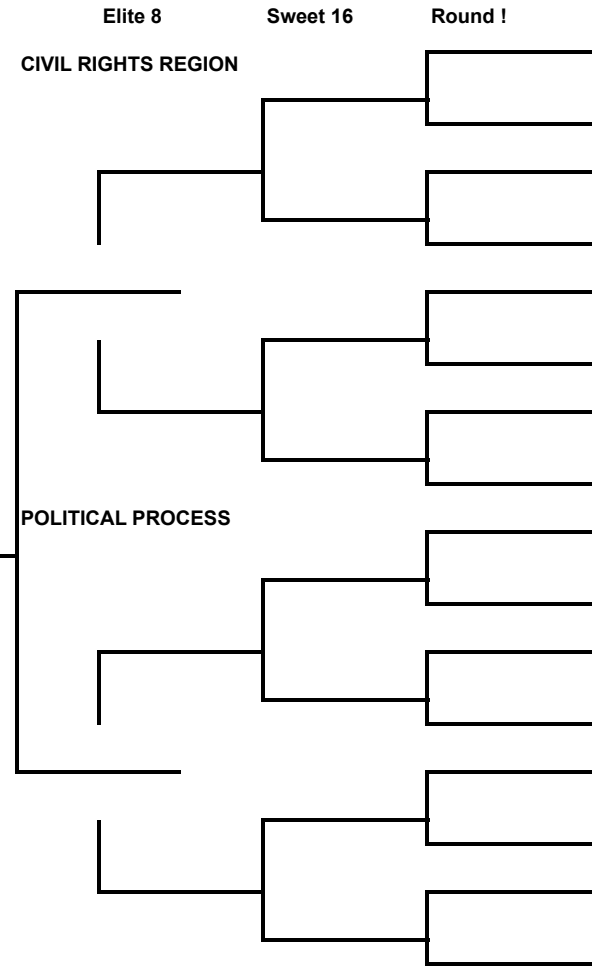 Elite 8 Sweet 16 Round !
CIVIL RIGHTS REGION
POLITICAL PROCESS